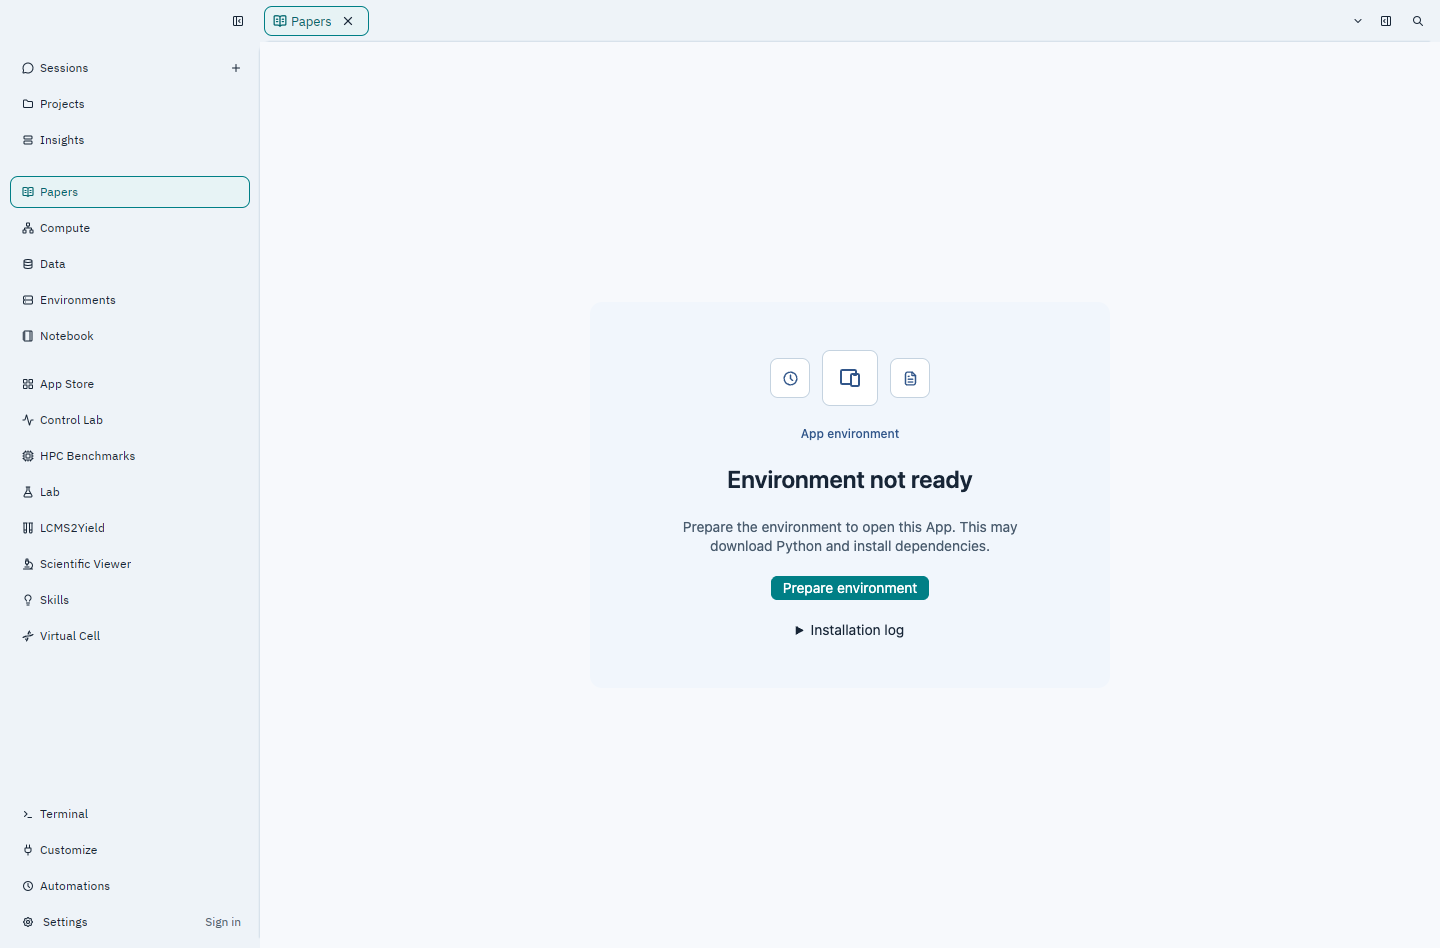 Papers
Sessions
Projects
Insights
Papers
Compute
Data
Environments
Notebook
App Store
Control Lab
HPC Benchmarks
Lab
LCMS2Yield
Scientific Viewer
Skills
Virtual Cell
Terminal
Customize
Automations
Settings
Sign in
App environment
Environment not ready
Prepare the environment to open this App. This may
download Python and install dependencies.
Prepare environment
Installation log